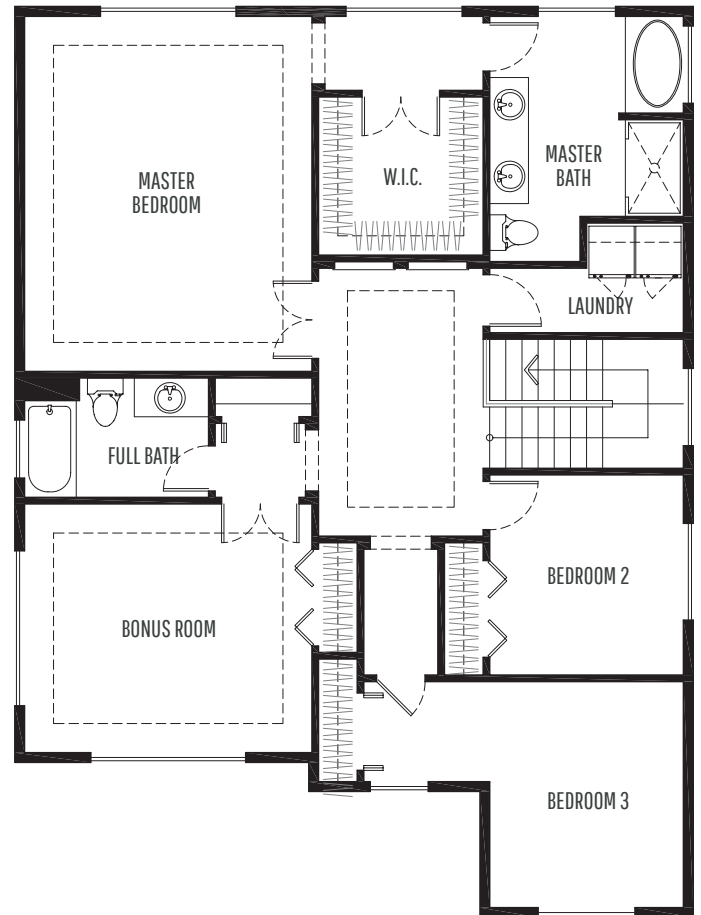 MASTER
BEDROOM
W.I.C.
MASTER
BATH
LAUNDRY
FULL BATH
BEDROOM 2
BONUS ROOM
BEDROOM 3